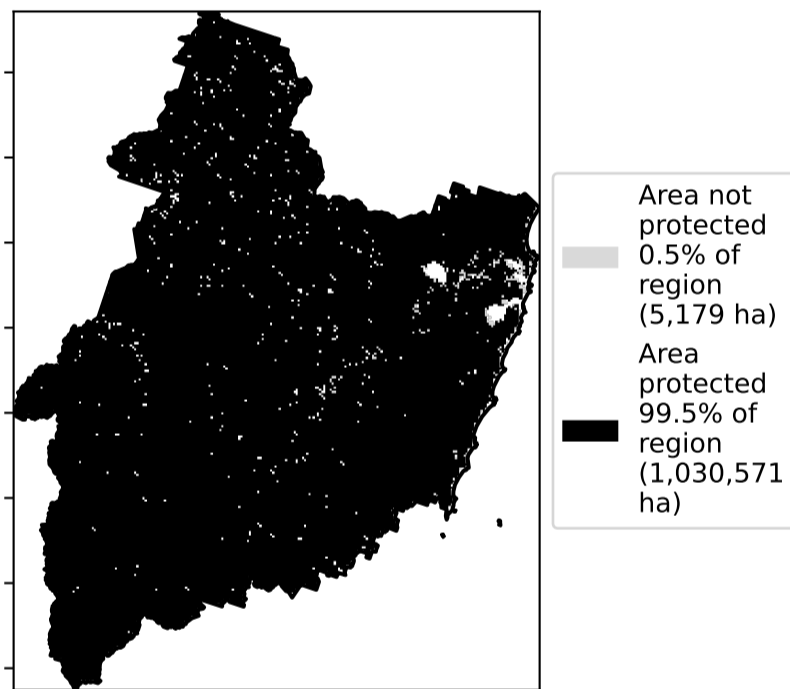 Area not
protected
0.5% of
region
(5,179 ha)
Area
protected
99.5% of
region
(1,030,571
ha)